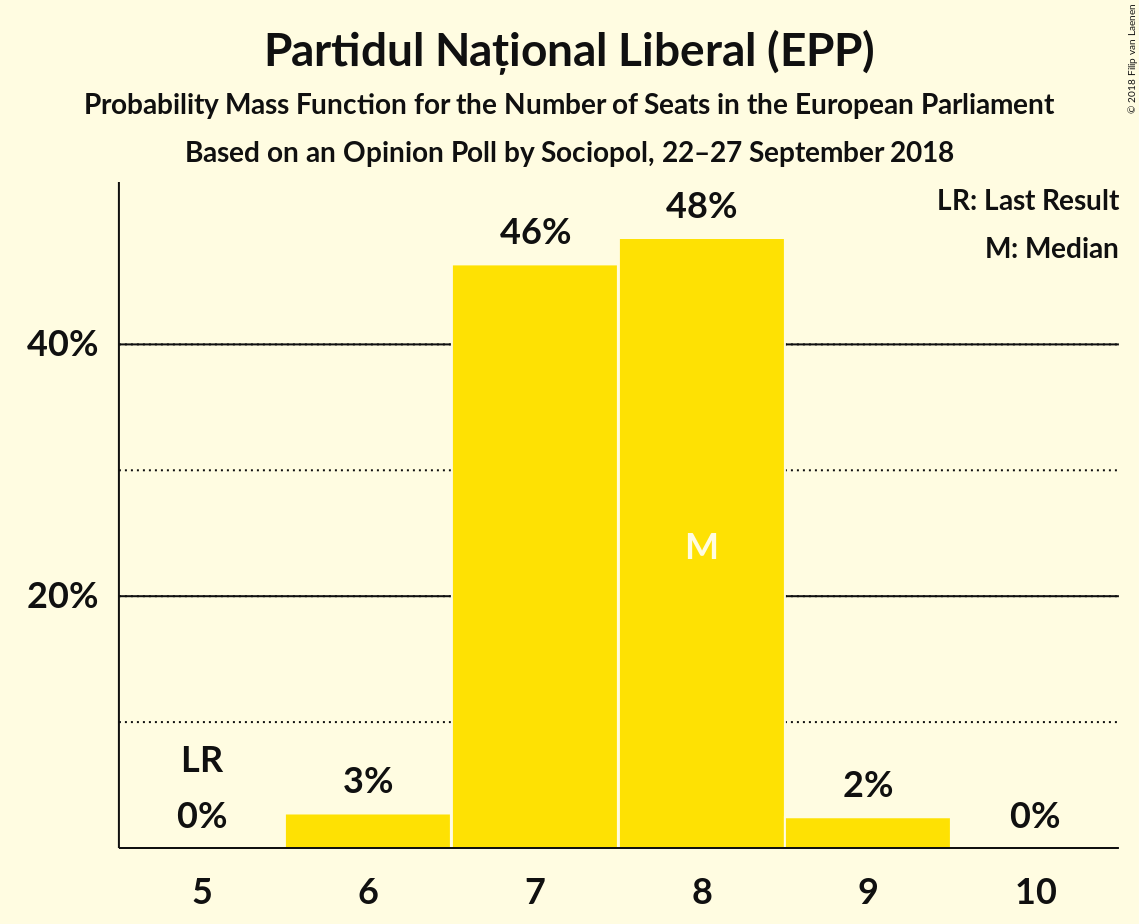 Partidul Național Liberal (EPP)
Probability Mass Function for the Number of Seats in the European Parliament
Based on an Opinion Poll by Sociopol, 22–27 September 2018
© 2018 Filip van Laenen
LR: Last Result
M: Median
48%
46%
40%
M
20%
LR
3%
2%
0%
0%
5 6 7 8 9 10